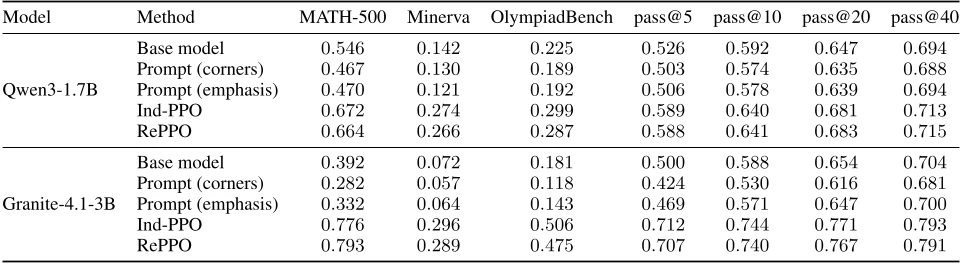 Model Method MATH-500 Minerva OlympiadBench pass@5 pass@10 pass@20 pass@40
Base model 0.546 0.142 0.225 0.526 0.592 0.647 0.694
Prompt (corners) 0.467 0.130 0.189 0.503 0.574 0.635 0.688
Qwen3-1.7B Prompt (emphasis) 0.470 0.121 0.192 0.506 0.578 0.639 0.694
Ind-PPO 0.672 0.274 0.299 0.589 0.640 0.681 0.713
RePPO 0.664 0.266 0.287 0.588 0.641 0.683 0.715
Base model 0.392 0.072 0.181 0.500 0.588 0.654 0.704
Prompt (corners) 0.282 0.057 0.118 0.424 0.530 0.616 0.681
Granite-4.1-3B Prompt (emphasis) 0.332 0.064 0.143 0.469 0.571 0.647 0.700
Ind-PPO 0.776 0.296 0.506 0.712 0.744 0.771 0.793
RePPO 0.793 0.289 0.475 0.707 0.740 0.767 0.791